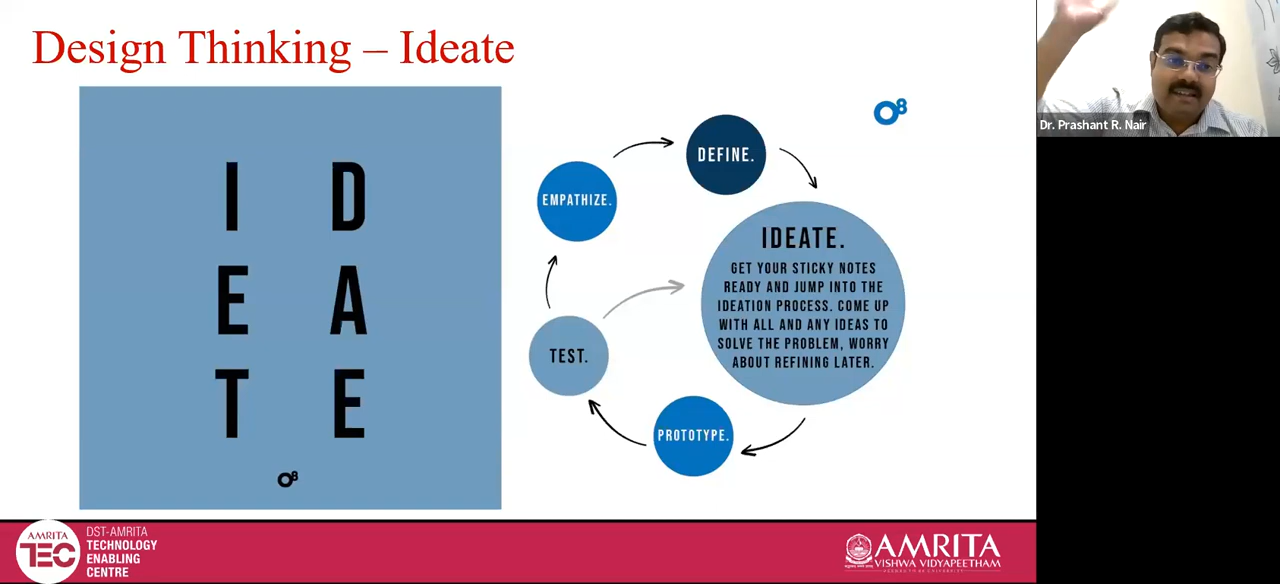 Design Thinking – Ideate
I D
E A
T E
O8
O8
EMPATHIZE.
DEFINE.
IDEATE.
GET YOUR STICKY NOTES
READY AND JUMP INTO THE
IDEATION PROCESS. COME UP
WITH ALL AND ANY IDEAS TO
SOLVE THE PROBLEM, WORRY
ABOUT REFINING LATER.
TEST.
PROTOTYPE.
Dr. Prashant R. Nair
AMRITA
TEC
DST-AMRITA
TECHNOLOGY
ENABLING
CENTRE
AMRITA
VISHWA VIDYAPEETHAM